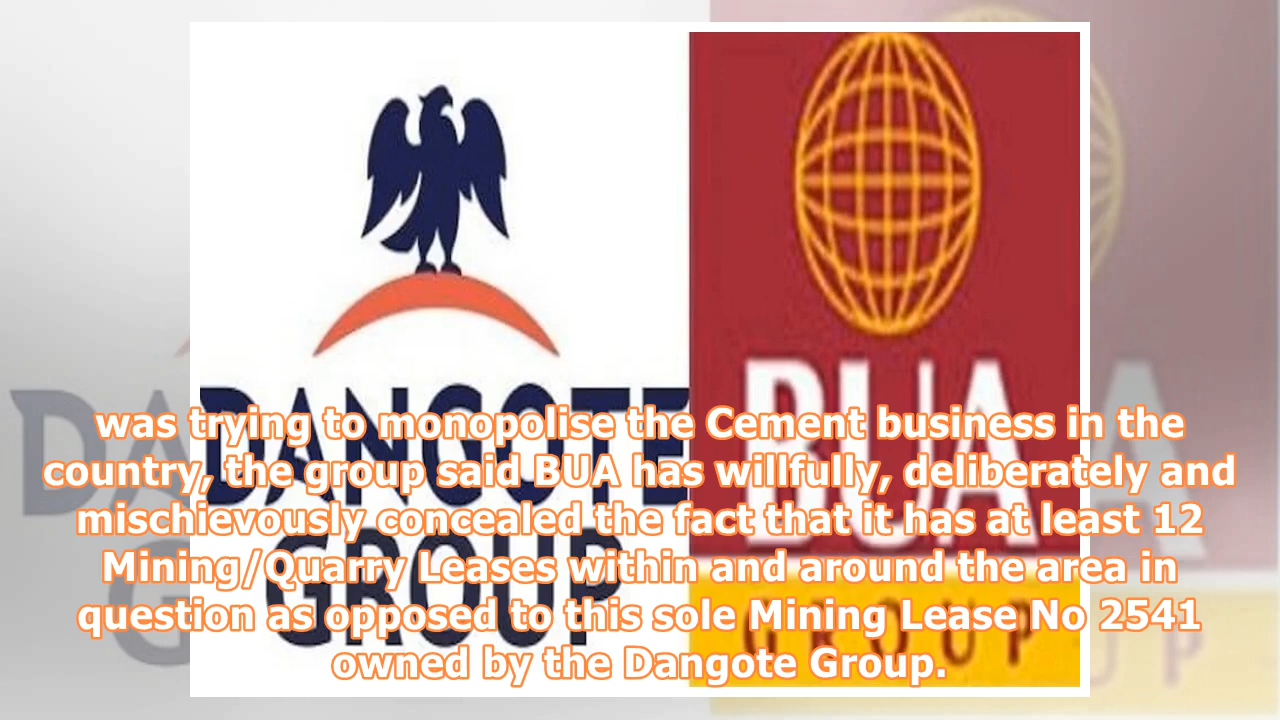 DANGOTE
GROUP
BUA
GROUP
was trying to monopolise the Cement business in the
country, the group said BUA has willfully, deliberately and
mischievously concealed the fact that it has at least 12
Mining/Quarry Leases within and around the area in
question as opposed to this sole Mining Lease No 2541
owned by the Dangote Group.